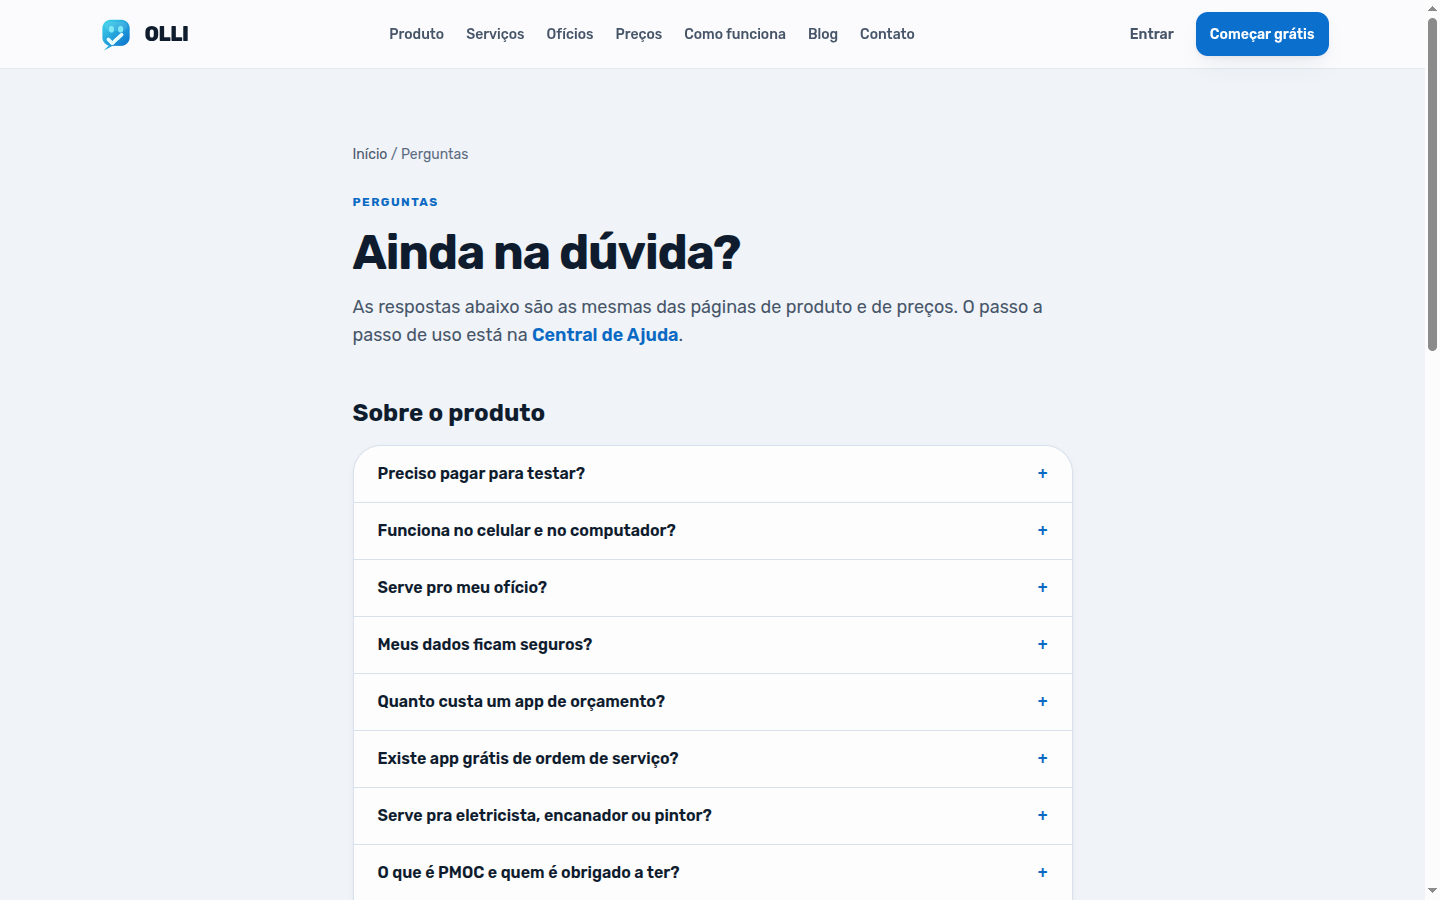 OLLI
Produto Serviços Ofícios Preços Como funciona Blog Contato
Entrar
Começar grátis
Início / Perguntas
PERGUNTAS
Ainda na dúvida?
As respostas abaixo são as mesmas das páginas de produto e de preços. O passo a
passo de uso está na Central de Ajuda.
Sobre o produto
Preciso pagar para testar? +
Funciona no celular e no computador? +
Serve pro meu ofício? +
Meus dados ficam seguros? +
Quanto custa um app de orçamento? +
Existe app grátis de ordem de serviço? +
Serve pra eletricista, encanador ou pintor? +
O que é PMOC e quem é obrigado a ter? +